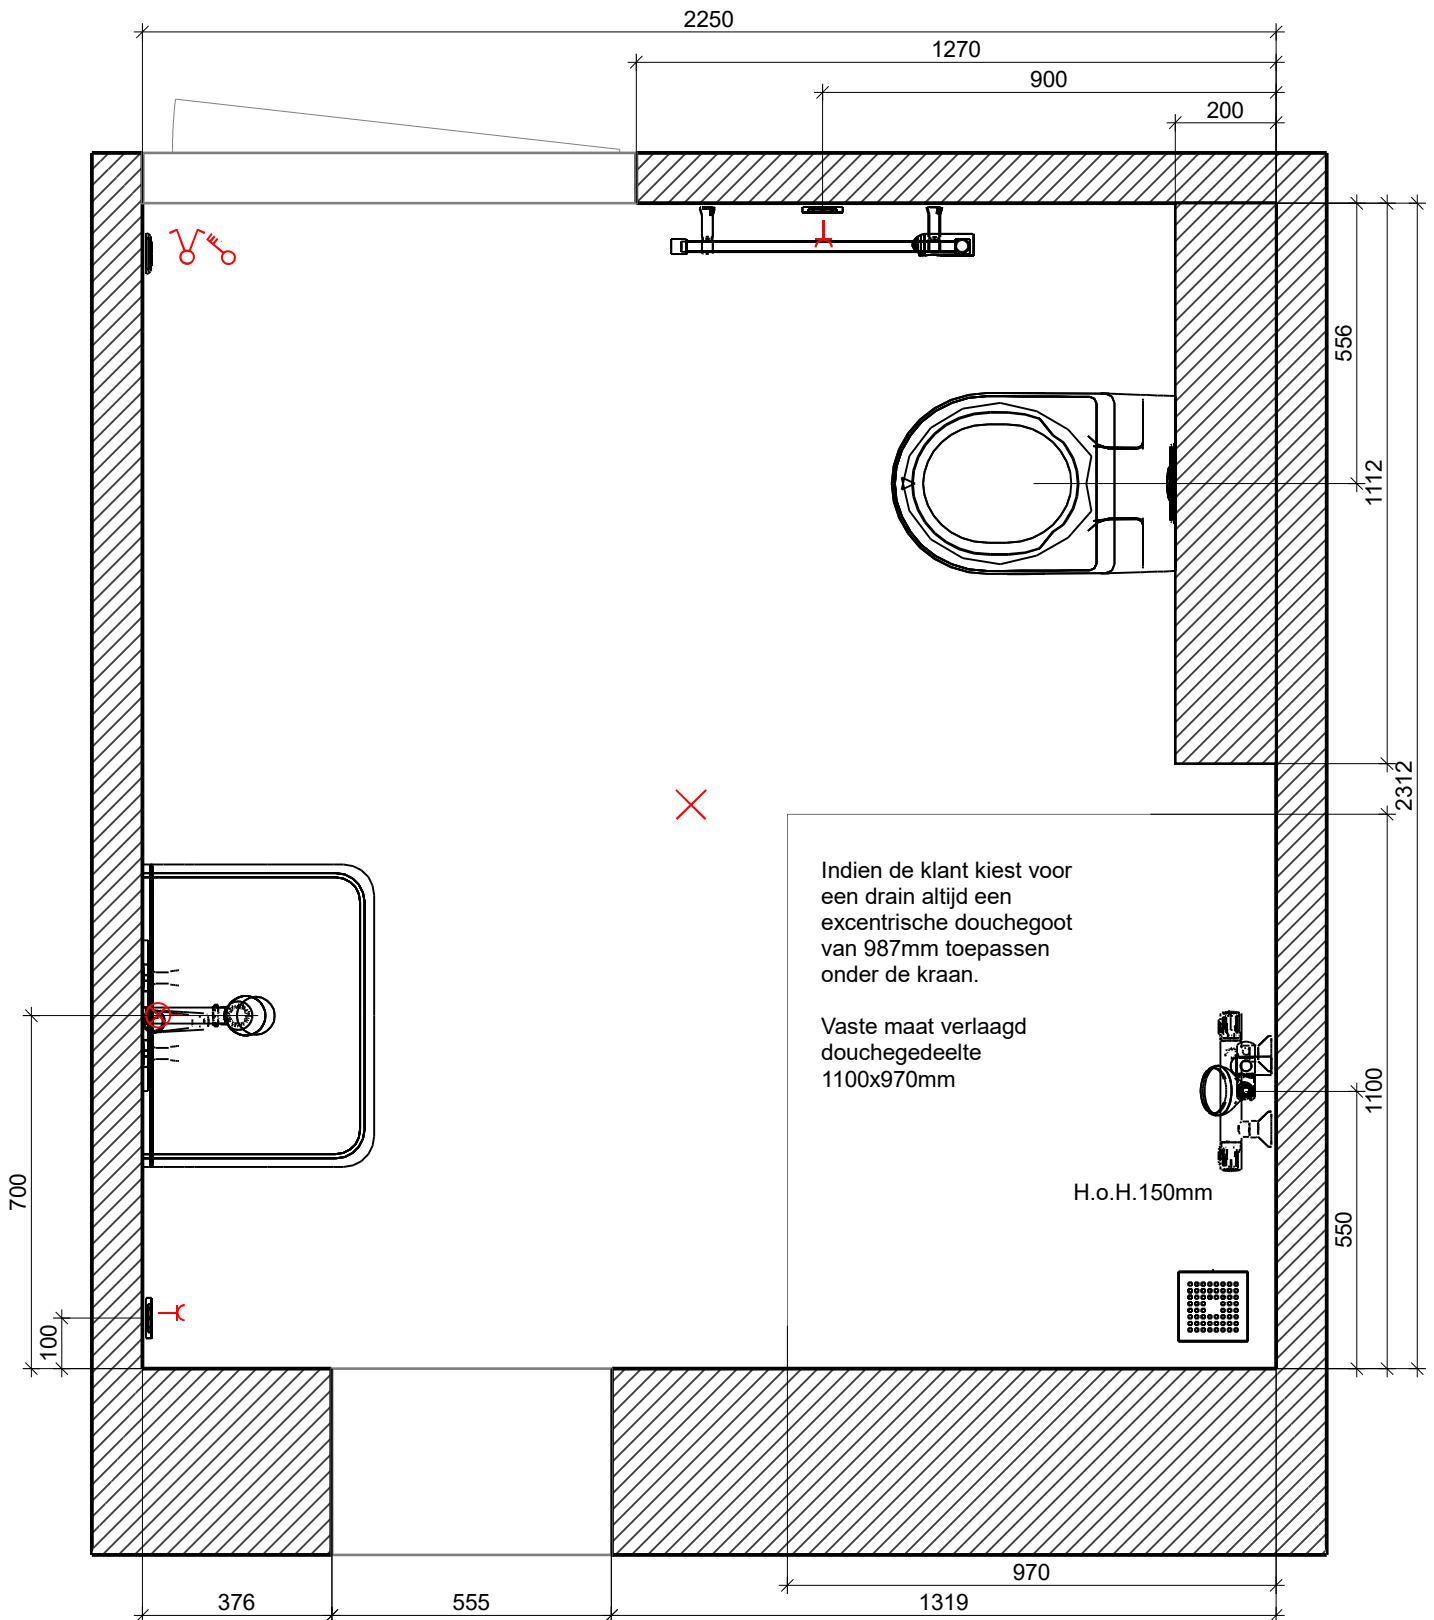 2250
1270
900
200
556
1112
2312
Indien de klant kiest voor
een drain altijd een
excentrische douchegoot
van 987mm toepassen
onder de kraan.
Vaste maat verlaagd
douchegedeelte
1100x970mm
1100
H.o.H.150mm
550
700
100
970
376
555
1319